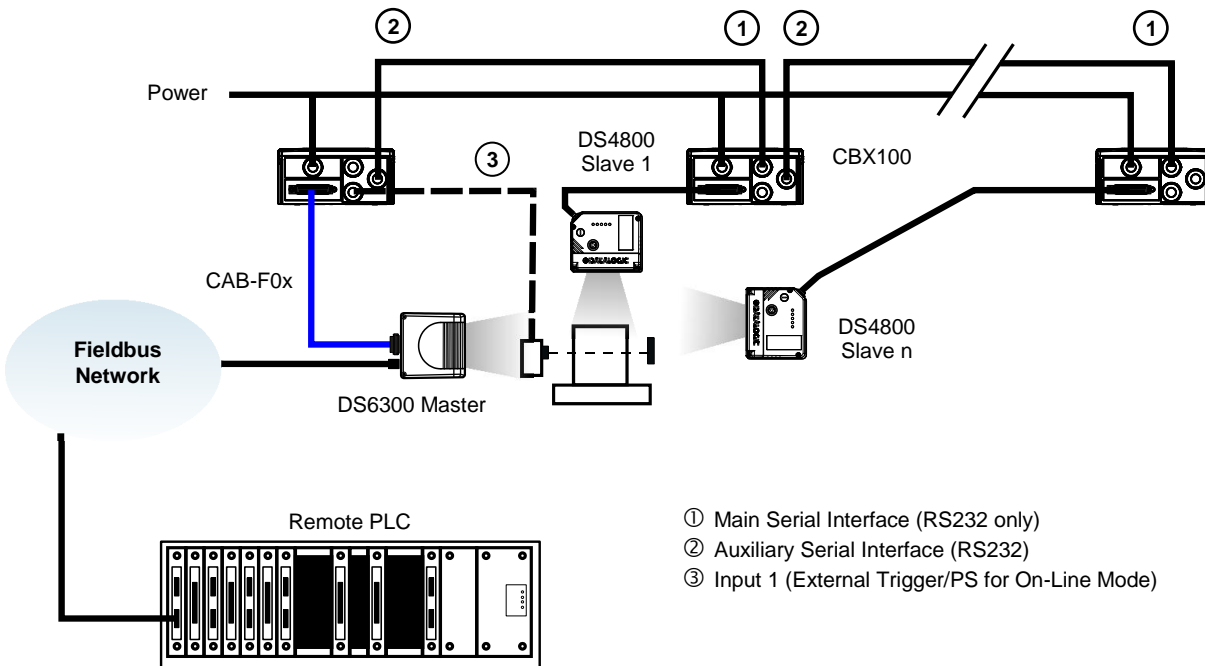 2
1
2
1
Power
DS4800
Slave 1
CBX100
3
CAB-F0x
DATALOGIC
DATALOGIC
DS4800
Slave n
Fieldbus
Network
DS6300 Master
Remote PLC
① Main Serial Interface (RS232 only)
② Auxiliary Serial Interface (RS232)
③ Input 1 (External Trigger/PS for On-Line Mode)